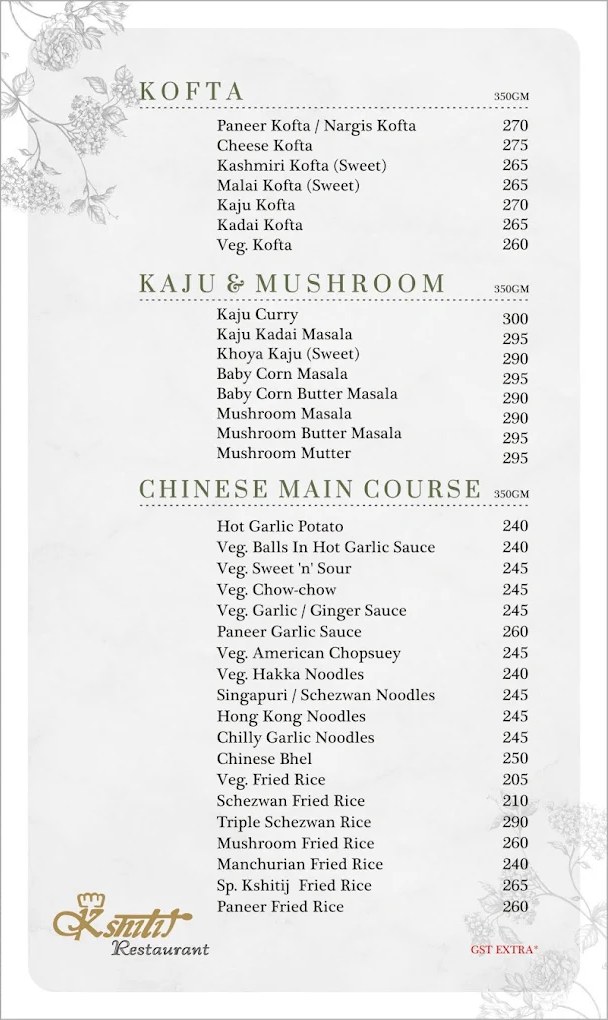 KOFTA 350GM
Paneer Kofta / Nargis Kofta 270
Cheese Kofta 275
Kashmiri Kofta (Sweet) 265
Malai Kofta (Sweet) 265
Kaju Kofta 270
Kadai Kofta 265
Veg. Kofta 260
KAJU & MUSHROOM 350GM
Kaju Curry 300
Kaju Kadai Masala 295
Khoya Kaju (Sweet) 290
Baby Corn Masala 295
Baby Corn Butter Masala 290
Mushroom Masala 290
Mushroom Butter Masala 295
Mushroom Mutter 295
CHINESE MAIN COURSE 350GM
Hot Garlic Potato 240
Veg. Balls In Hot Garlic Sauce 240
Veg. Sweet 'n' Sour 245
Veg. Chow-chow 245
Veg. Garlic / Ginger Sauce 245
Paneer Garlic Sauce 260
Veg. American Chopsuey 245
Veg. Hakka Noodles 240
Singapuri / Schezwan Noodles 245
Hong Kong Noodles 245
Chilly Garlic Noodles 245
Chinese Bhel 250
Veg. Fried Rice 205
Schezwan Fried Rice 210
Triple Schezwan Rice 290
Mushroom Fried Rice 260
Manchurian Fried Rice 240
Sp. Kshitij Fried Rice 265
Paneer Fried Rice 260
Kshitij
Restaurant
GST EXTRA*